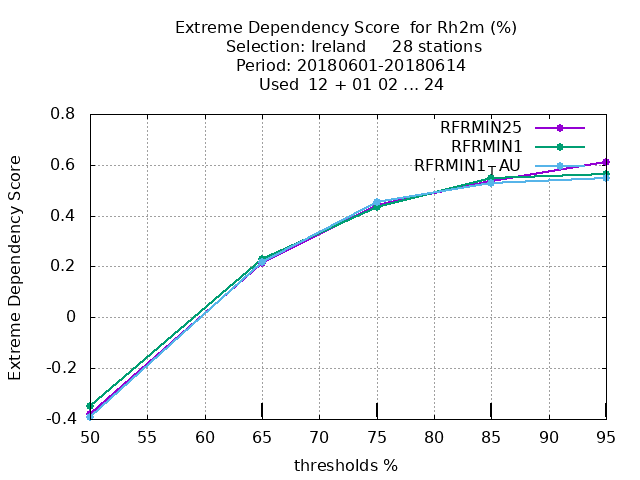 Extreme Dependency Score for Rh2m (%)
Selection: Ireland 28 stations
Period: 20180601-20180614
Used 12 + 01 02 ... 24
Extreme Dependency Score
0.8
0.6
0.4
0.2
0
-0.2
-0.4
RFRMIN25
RFRMIN1
RFRMIN1-AU
50 55 60 65 70 75 80 85 90 95
thresholds %